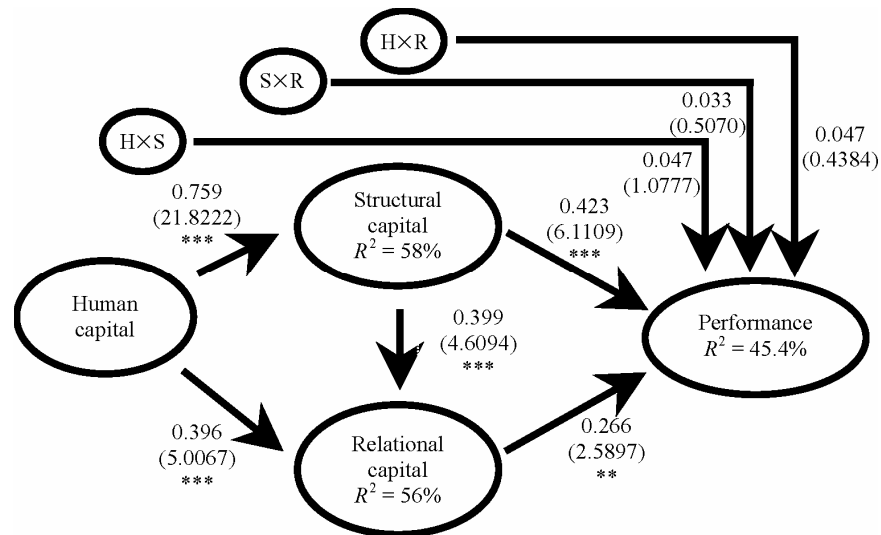 H×R
S×R
H×S
0.033
(0.5070)
0.047
(0.4384)
0.047
(1.0777)
0.759
(21.8222)
***
Structural
capital
R² = 58%
0.423
(6.1109)
***
Human
capital
0.399
(4.6094)
***
Performance
R² = 45.4%
0.396
(5.0067)
***
Relational
capital
R² = 56%
0.266
(2.5897)
**